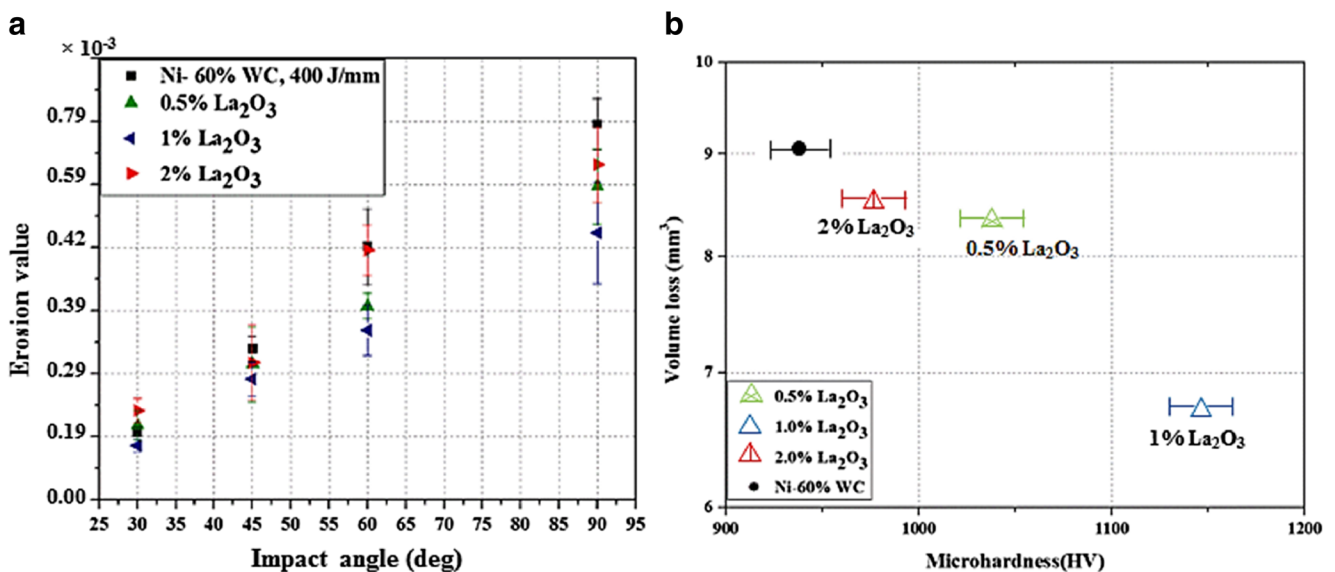 a
× 10⁻³
Ni- 60% WC, 400 J/mm
0.5% La₂O₃
1% La₂O₃
2% La₂O₃
0.79
0.59
0.42
0.39
0.29
0.19
0.00
Erosion value
25 30 35 40 45 50 55 60 65 70 75 80 85 90 95
Impact angle (deg)
b
10
9
8
7
6
Volume loss (mm³)
2% La₂O₃
0.5% La₂O₃
1% La₂O₃
0.5% La₂O₃
1.0% La₂O₃
2.0% La₂O₃
Ni-60% WC
900 1000 1100 1200
Microhardness(HV)